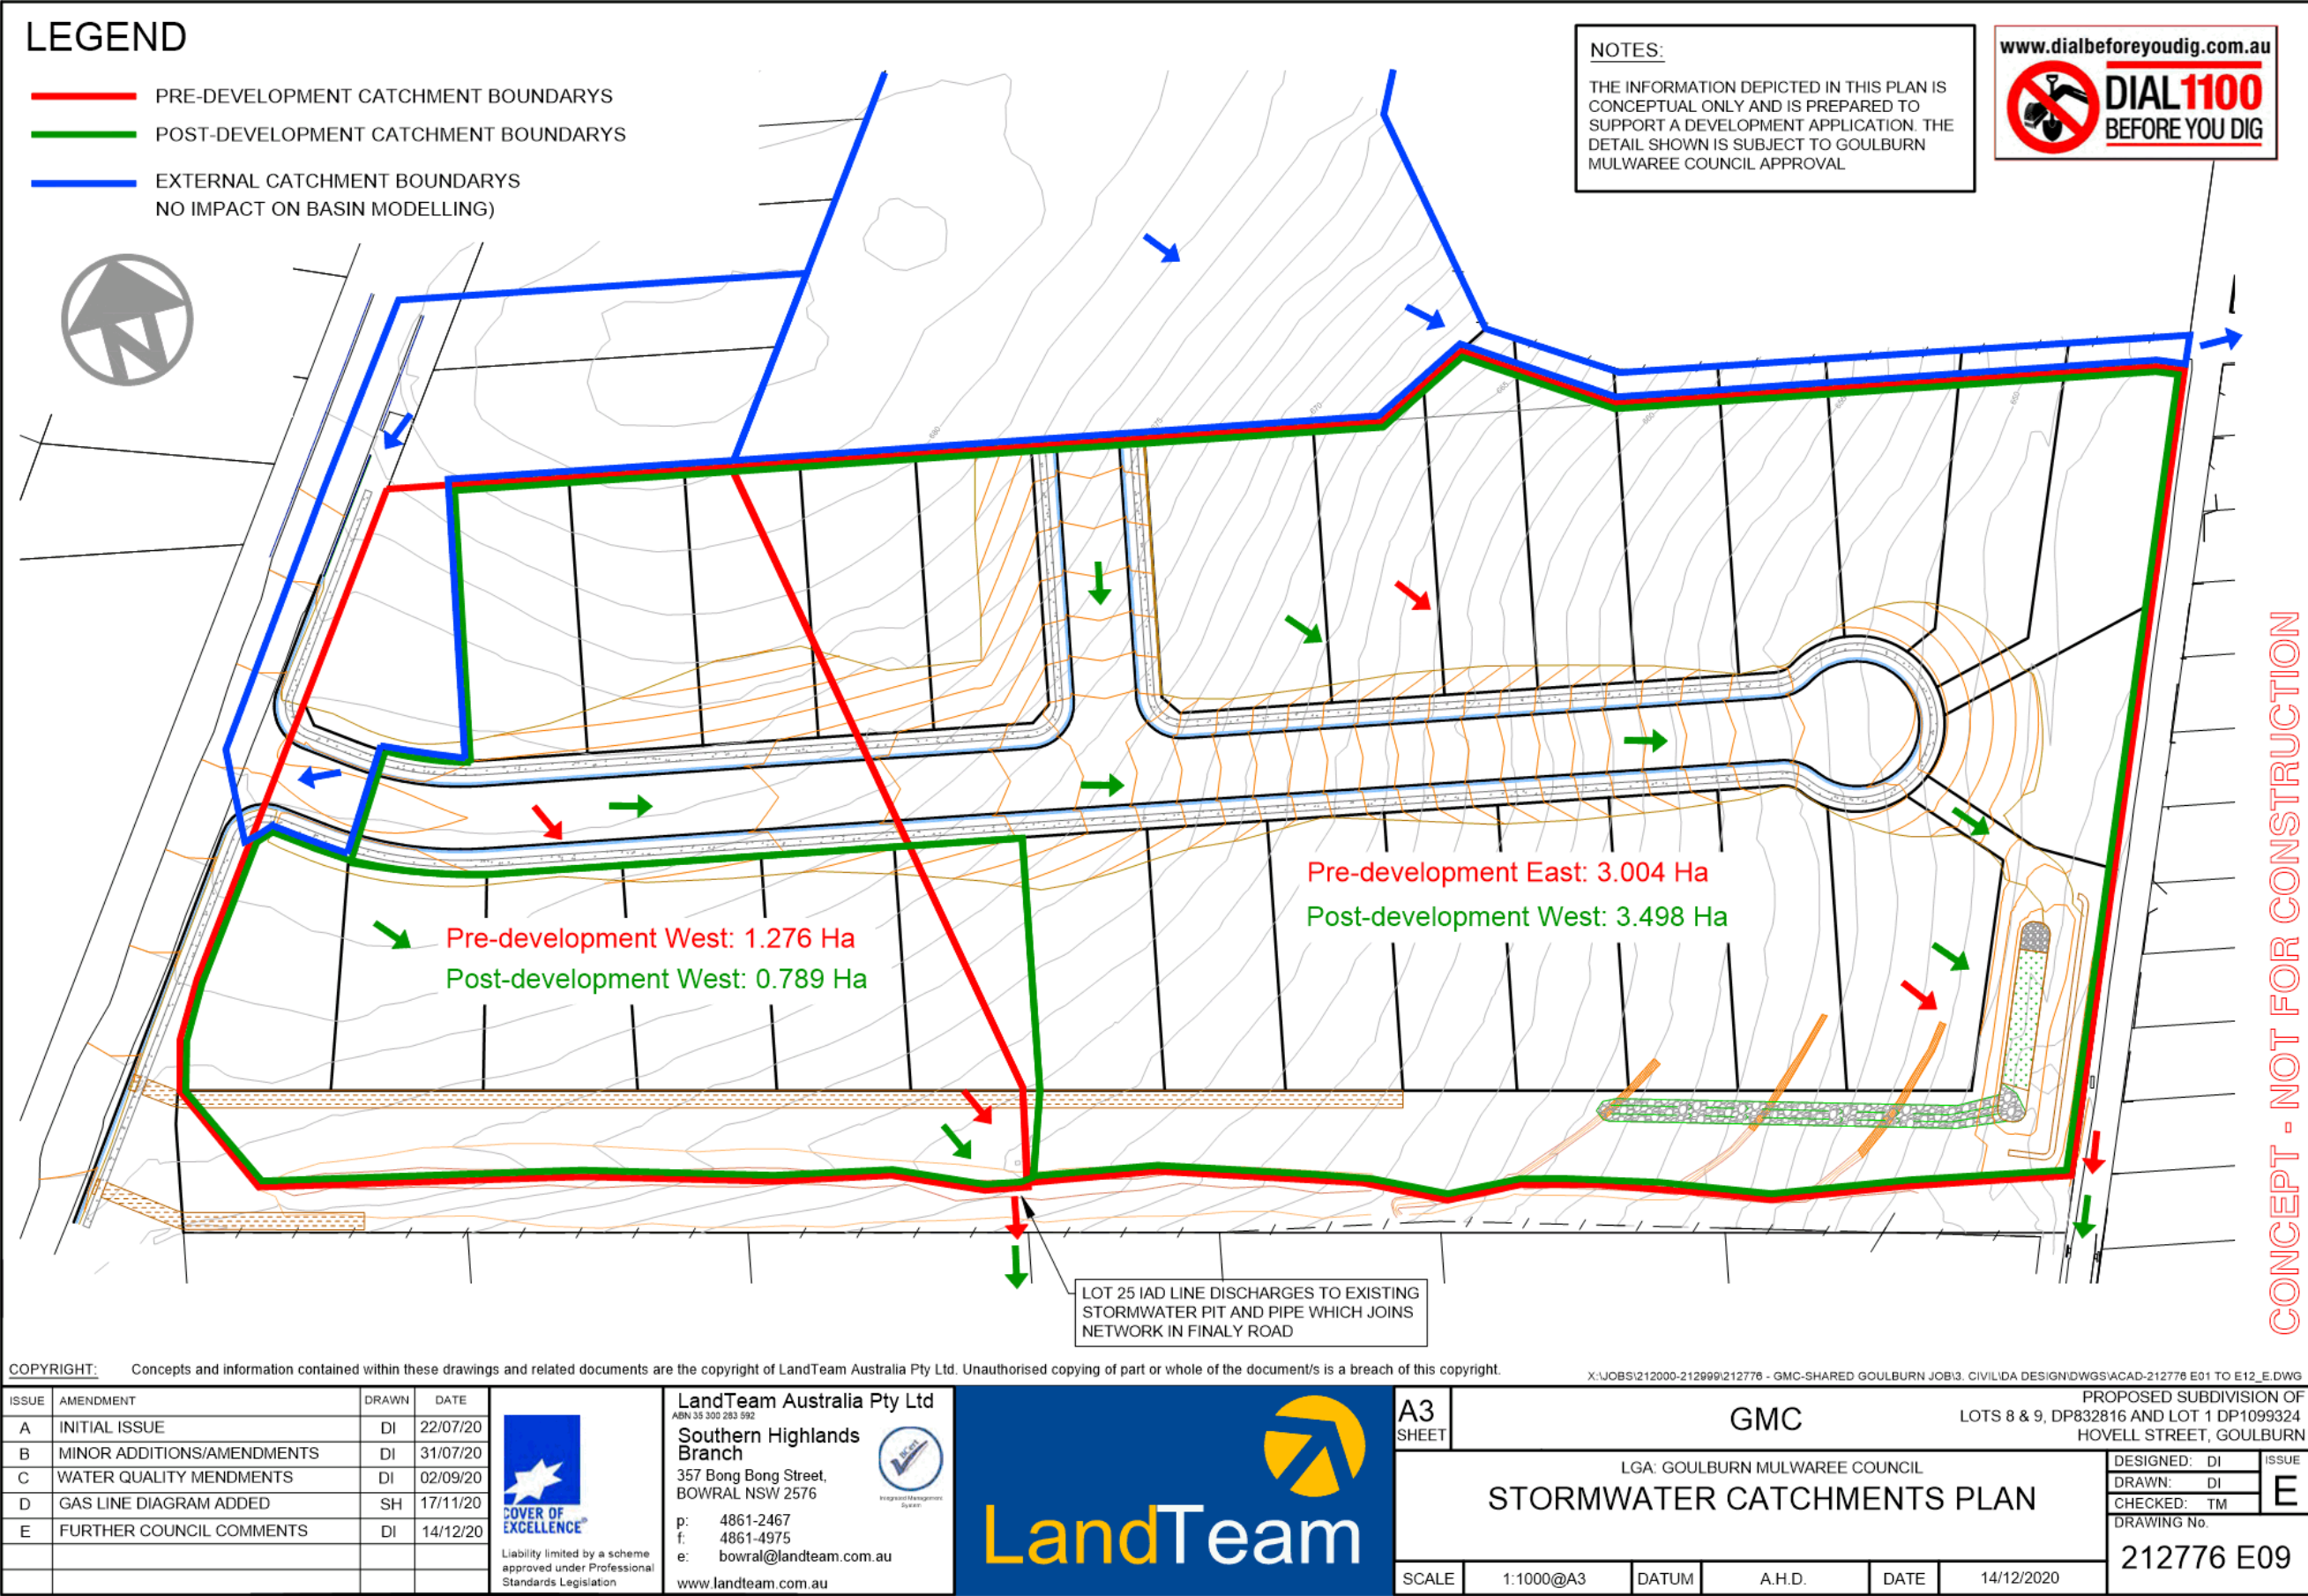 LEGEND
PRE-DEVELOPMENT CATCHMENT BOUNDARYS
POST-DEVELOPMENT CATCHMENT BOUNDARYS
EXTERNAL CATCHMENT BOUNDARYS
NO IMPACT ON BASIN MODELLING)
N
NOTES:
THE INFORMATION DEPICTED IN THIS PLAN IS
CONCEPTUAL ONLY AND IS PREPARED TO
SUPPORT A DEVELOPMENT APPLICATION. THE
DETAIL SHOWN IS SUBJECT TO GOULBURN
MULWAREE COUNCIL APPROVAL
www.dialbeforeyoudig.com.au
DIAL1100
BEFORE YOU DIG
680
675
670
665
650
Pre-development East: 3.004 Ha
Post-development West: 3.498 Ha
Pre-development West: 1.276 Ha
Post-development West: 0.789 Ha
LOT 25 IAD LINE DISCHARGES TO EXISTING
STORMWATER PIT AND PIPE WHICH JOINS
NETWORK IN FINALY ROAD
CONCEPT - NOT FOR CONSTRUCTION
COPYRIGHT: Concepts and information contained within these drawings and related documents are the copyright of LandTeam Australia Pty Ltd. Unauthorised copying of part or whole of the document/s is a breach of this copyright.
X:\JOBS\212000-212999\212776 - GMC-SHARED GOULBURN JOB\3. CIVIL\DA DESIGN\DWGS\ACAD-212776 E01 TO E12_E.DWG
ISSUE AMENDMENT DRAWN DATE
A INITIAL ISSUE DI 22/07/20
B MINOR ADDITIONS/AMENDMENTS DI 31/07/20
C WATER QUALITY MENDMENTS DI 02/09/20
D GAS LINE DIAGRAM ADDED SH 17/11/20
E FURTHER COUNCIL COMMENTS DI 14/12/20
COVER OF
EXCELLENCE®
Liability limited by a scheme
approved under Professional
Standards Legislation
LandTeam Australia Pty Ltd
ABN 35 300 283 592
Southern Highlands
Branch
357 Bong Bong Street,
BOWRAL NSW 2576
Integrated Management
System
p: 4861-2467
f: 4861-4975
e: bowral@landteam.com.au
www.landteam.com.au
LandTeam
A3
SHEET
GMC
PROPOSED SUBDIVISION OF
LOTS 8 & 9, DP832816 AND LOT 1 DP1099324
HOVELL STREET, GOULBURN
LGA: GOULBURN MULWAREE COUNCIL
STORMWATER CATCHMENTS PLAN
DESIGNED: DI
DRAWN: DI
CHECKED: TM
ISSUE
E
DRAWING No.
212776 E09
SCALE 1:1000@A3 DATUM A.H.D. DATE 14/12/2020